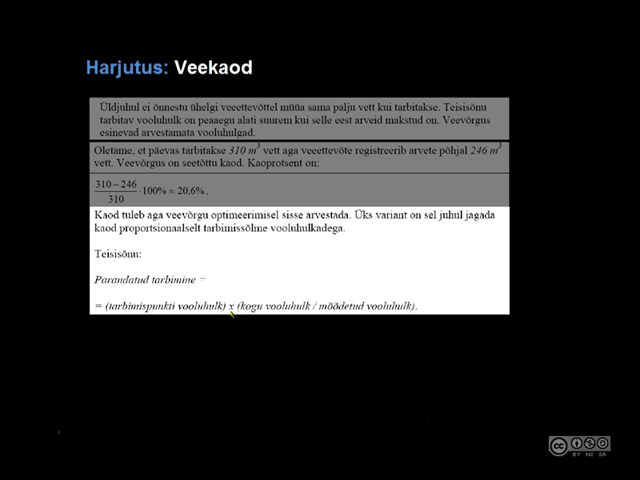 Harjutus: Veekaod
Üldjuhul ei õnnestu ühelgi veeettevõttel müüa sama palju vett kui tarbitakse. Teisisõnu
tarbitav vooluhulk on peaaegu alati suurem kui selle eest arveid makstud on. Veevõrgus
esinevad arvestamata vooluhulgad.
Oletame, et päevas tarbitakse 310 m³ vett aga veeettevõte registreerib arvete põhjal 246 m³
vett. Veevõrgus on seetõttu kaod. Kaoprotsent on:
310 − 246
310
·100% ≈ 20,6%.
Kaod tuleb aga veevõrgu optimeerimisel sisse arvestada. Üks variant on sel juhul jagada
kaod proportsionaalselt tarbimissõlme vooluhulkadega.
Teisisõnu:
Parandatud tarbimine =
= (tarbimispunkti vooluhulk) x (kogu vooluhulk / mõõdetud vooluhulk).
BY NC SA